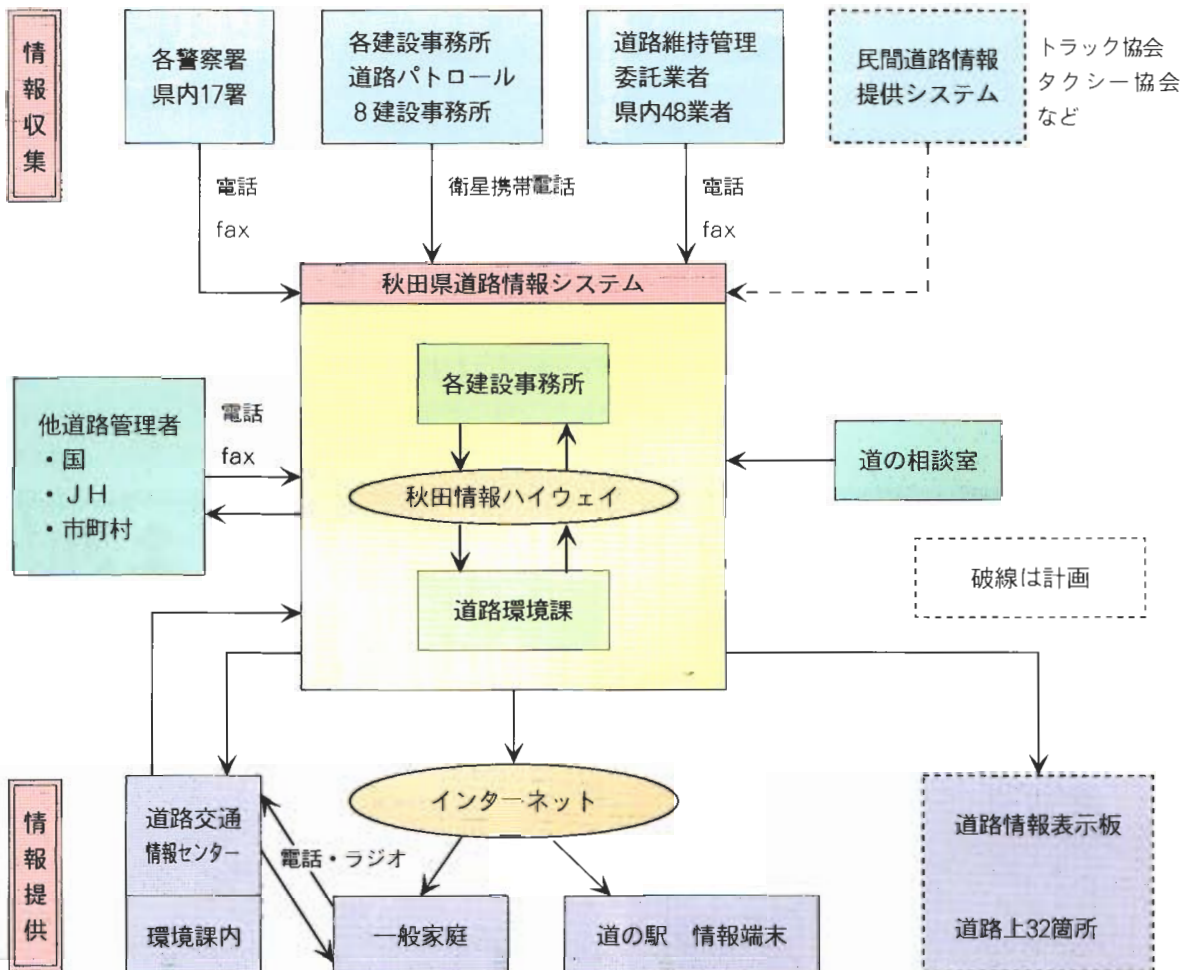 情報収集
各警察署
県内17署
各建設事務所
道路パトロール
8建設事務所
道路維持管理
委託業者
県内48業者
民間道路情報
提供システム
トラック協会
タクシー協会
など
電話
fax
衛星携帯電話
電話
fax
秋田県道路情報システム
各建設事務所
他道路管理者
・国
・JH
・市町村
電話
fax
秋田情報ハイウェイ
道の相談室
道路環境課
破線は計画
情報提供
道路交通
情報センター
環境課内
電話・ラジオ
インターネット
一般家庭
道の駅 情報端末
道路情報表示板
道路上32箇所